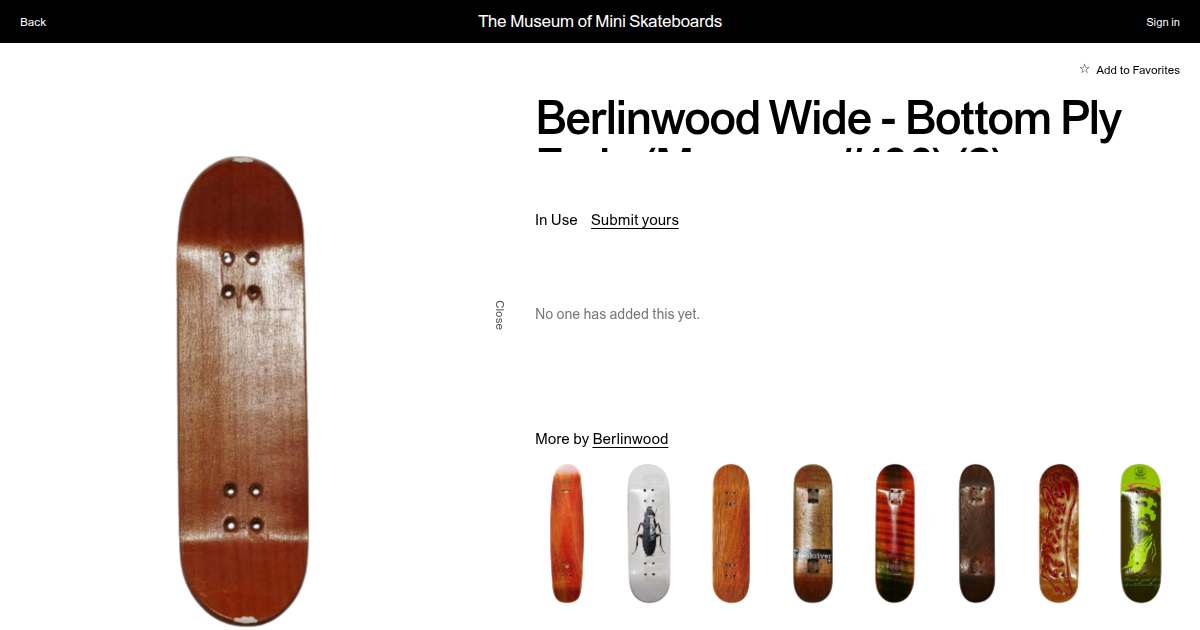 Back
The Museum of Mini Skateboards
Sign in
☆ Add to Favorites
Berlinwood Wide - Bottom Ply
In Use Submit yours
Close
No one has added this yet.
More by Berlinwood